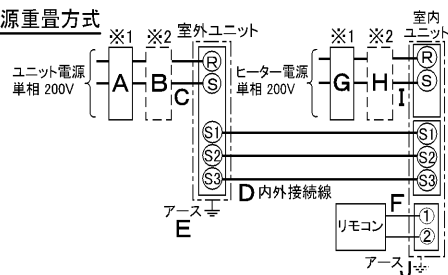 源重畳方式
※1 ※2 室外ユニット
※1 ※2 室内ユニット
ユニット電源
単相 200V
A B C R S
ヒーター電源
単相 200V
G H I R S
S1 S1
S2 S2
S3 S3
D 内外接続線
アース
E
リモコン F ① ②
アース J